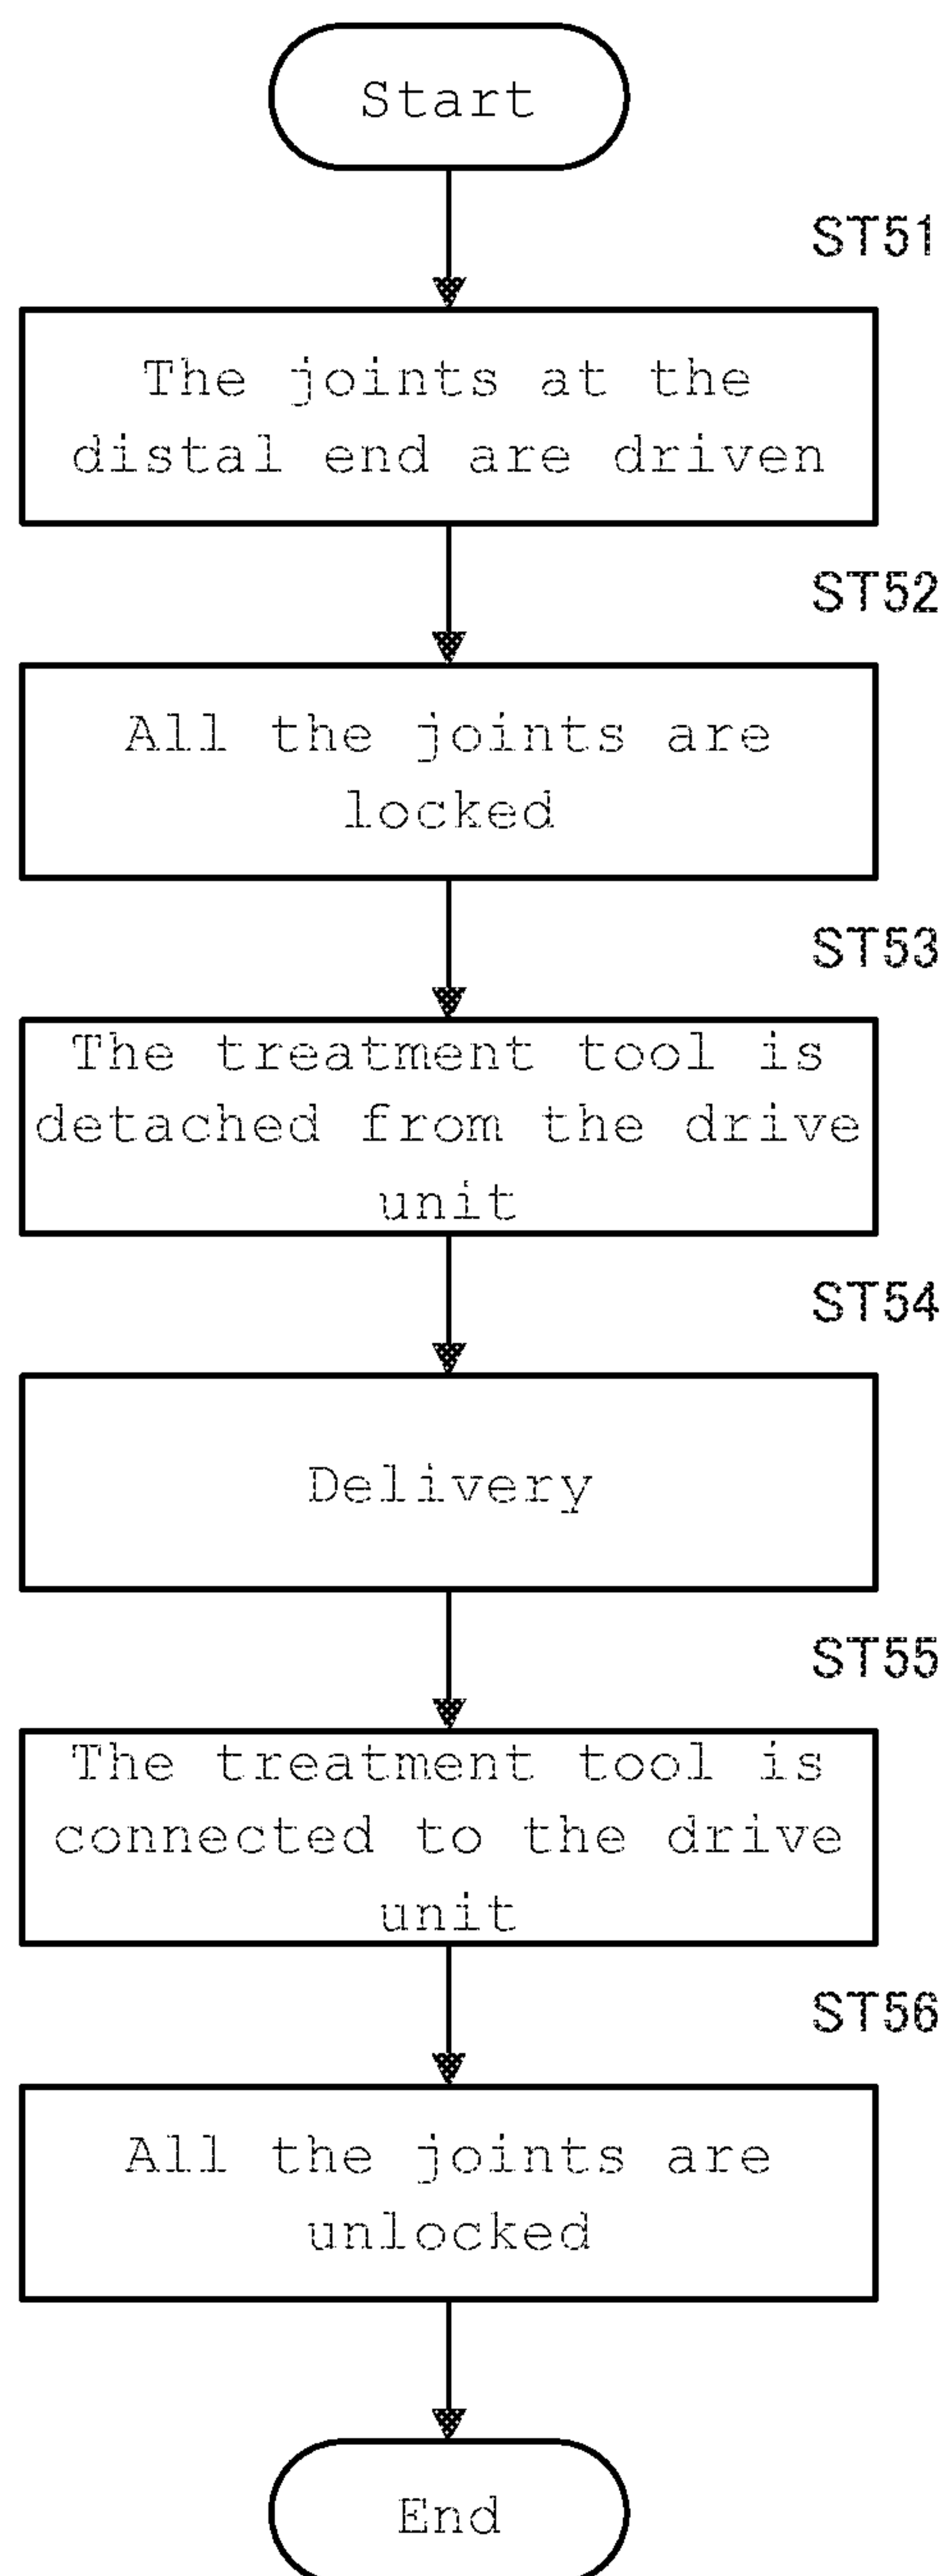 Start
ST51
The joints at the
distal end are driven
ST52
All the joints are
locked
ST53
The treatment tool is
detached from the drive
unit
ST54
Delivery
ST55
The treatment tool is
connected to the drive
unit
ST56
All the joints are
unlocked
End